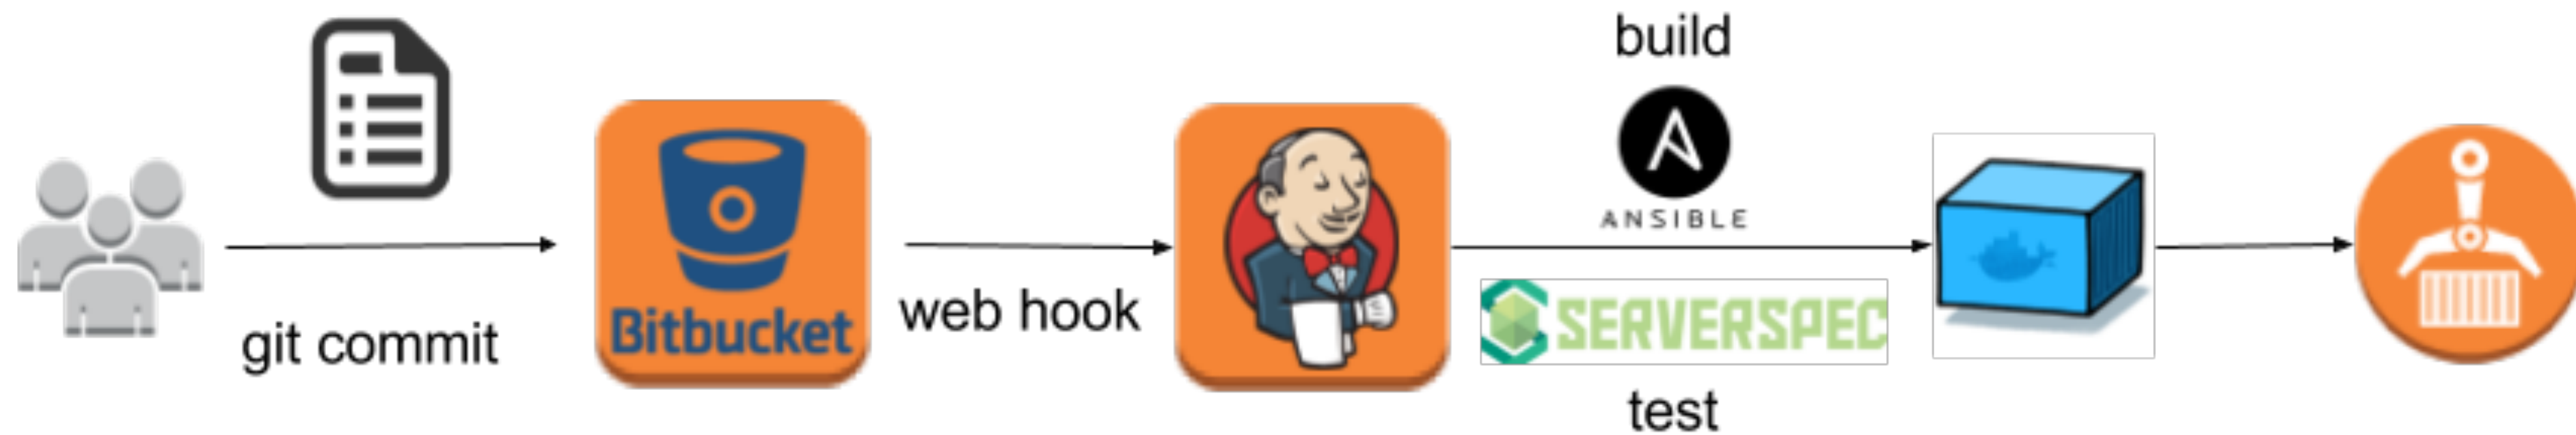 git commit
Bitbucket
web hook
build
ANSIBLE
SERVERSPEC
test